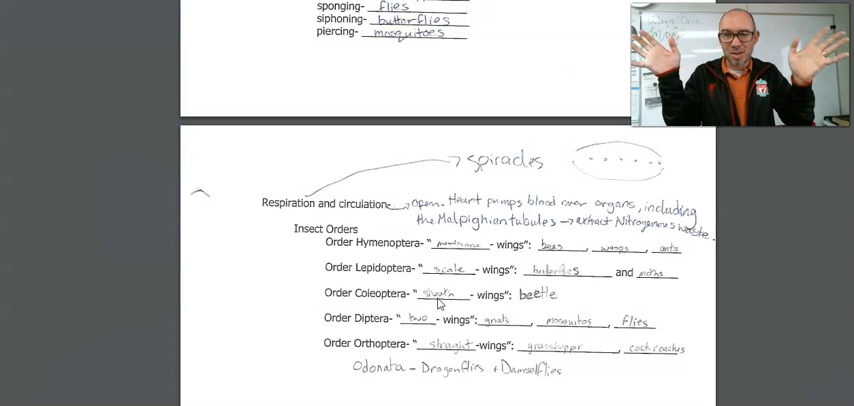 sponging- flies
siphoning- butterflies
piercing- mosquitoes
→ spiracles
Respiration and circulation → open. Heart pumps blood over organs, including
the Malpighian tubules → extract Nitrogenous waste.
Insect Orders
Order Hymenoptera- “membrane - wings”: bees, wasps, ants
Order Lepidoptera- “scale - wings”: butterflies and moths
Order Coleoptera- “ - wings”: beetle
Order Diptera- “two - wings”: gnats, mosquitos, flies
Order Orthoptera- “straight - wings”: grasshoppr, cockroaches
Odonata - Dragonflies + Damselflies